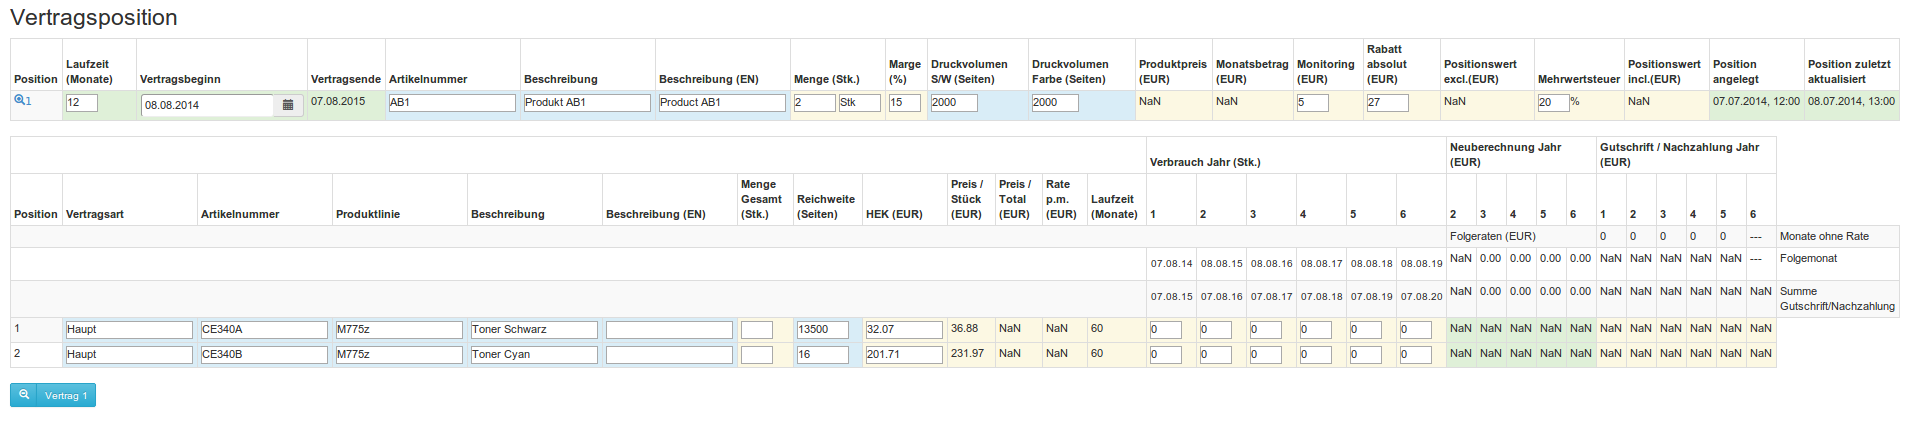 Vertragsposition
Position Laufzeit (Monate) Vertragsbeginn Vertragsende Artikelnummer Beschreibung Beschreibung (EN) Menge (Stk.) Marge (%) Druckvolumen S/W (Seiten) Druckvolumen Farbe (Seiten) Produktpreis (EUR) Monatsbetrag (EUR) Monitoring (EUR) Rabatt absolut (EUR) Positionswert excl.(EUR) Mehrwertsteuer Positionswert incl.(EUR) Position angelegt Position zuletzt aktualisiert
1 12 08.08.2014 07.08.2015 AB1 Produkt AB1 Product AB1 2 Stk 15 2000 2000 NaN NaN 5 27 NaN 20 % NaN 07.07.2014, 12:00 08.07.2014, 13:00
Verbrauch Jahr (Stk.) Neuberechnung Jahr (EUR) Gutschrift / Nachzahlung Jahr (EUR)
Position Vertragsart Artikelnummer Produktlinie Beschreibung Beschreibung (EN) Menge Gesamt (Stk.) Reichweite (Seiten) HEK (EUR) Preis / Stück (EUR) Preis / Total (EUR) Rate p.m. (EUR) Laufzeit (Monate) 1 2 3 4 5 6 2 3 4 5 6 1 2 3 4 5 6
Folgeraten (EUR) 0 0 0 0 0 --- Monate ohne Rate
07.08.14 08.08.15 08.08.16 08.08.17 08.08.18 08.08.19 NaN 0.00 0.00 0.00 0.00 NaN NaN NaN NaN NaN --- Folgemonat
07.08.15 07.08.16 07.08.17 07.08.18 07.08.19 07.08.20 NaN 0.00 0.00 0.00 0.00 NaN NaN NaN NaN NaN NaN Summe Gutschrift/Nachzahlung
1 Haupt CE340A M775z Toner Schwarz 13500 32.07 36.88 NaN NaN 60 0 0 0 0 0 0 NaN NaN NaN NaN NaN NaN NaN NaN NaN NaN NaN
2 Haupt CE340B M775z Toner Cyan 16 201.71 231.97 NaN NaN 60 0 0 0 0 0 0 NaN NaN NaN NaN NaN NaN NaN NaN NaN NaN NaN
Vertrag 1